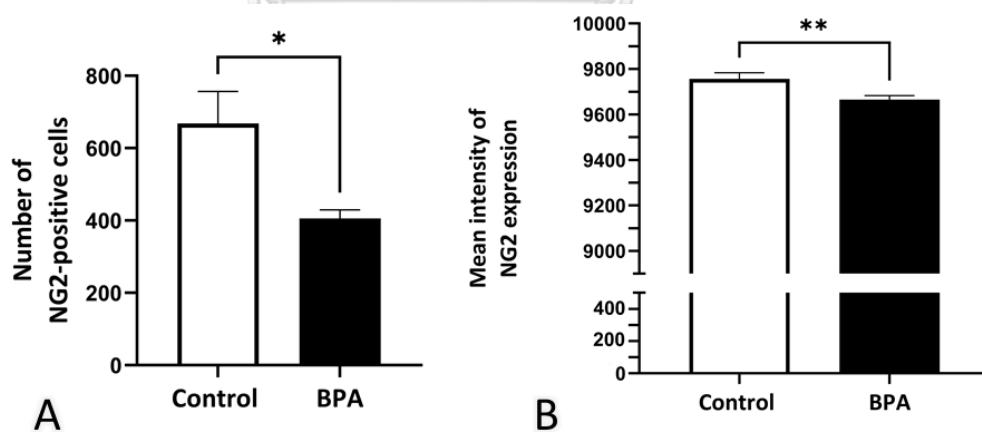 *
800
600
400
200
0
Number of
NG2-positive cells
Control
BPA
A
**
10000
9800
9600
9400
9200
9000
400
200
0
Mean intensity of
NG2 expression
Control
BPA
B